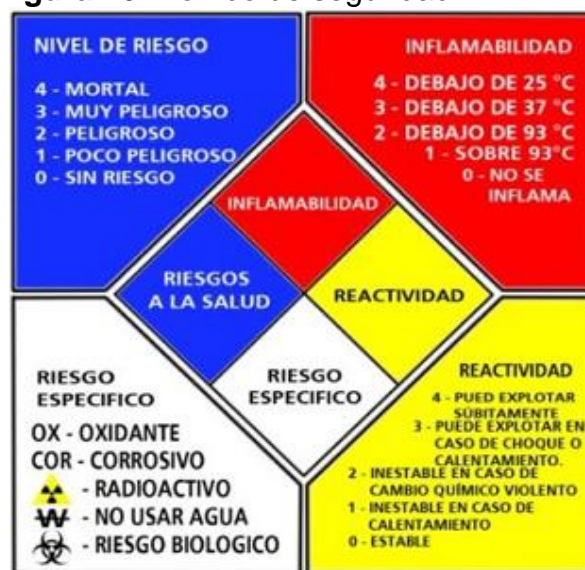 NIVEL DE RIESGO
4 - MORTAL
3 - MUY PELIGROSO
2 - PELIGROSO
1 - POCO PELIGROSO
0 - SIN RIESGO
INFLAMABILIDAD
4 - DEBAJO DE 25 °C
3 - DEBAJO DE 37 °C
2 - DEBAJO DE 93 °C
1 - SOBRE 93°C
0 - NO SE
INFLAMA
INFLAMABILIDAD
RIESGOS
A LA SALUD
REACTIVIDAD
RIESGO
ESPECIFICO
RIESGO
ESPECIFICO
OX - OXIDANTE
COR - CORROSIVO
- RADIOACTIVO
W - NO USAR AGUA
- RIESGO BIOLOGICO
REACTIVIDAD
4 - PUED EXPLOTAR
SÚBITAMENTE
3 - PUEDE EXPLOTAR EN
CASO DE CHOQUE O
CALENTAMIENTO.
2 - INESTABLE EN CASO DE
CAMBIO QUÍMICO VIOLENTO
1 - INESTABLE EN CASO DE
CALENTAMIENTO
0 - ESTABLE